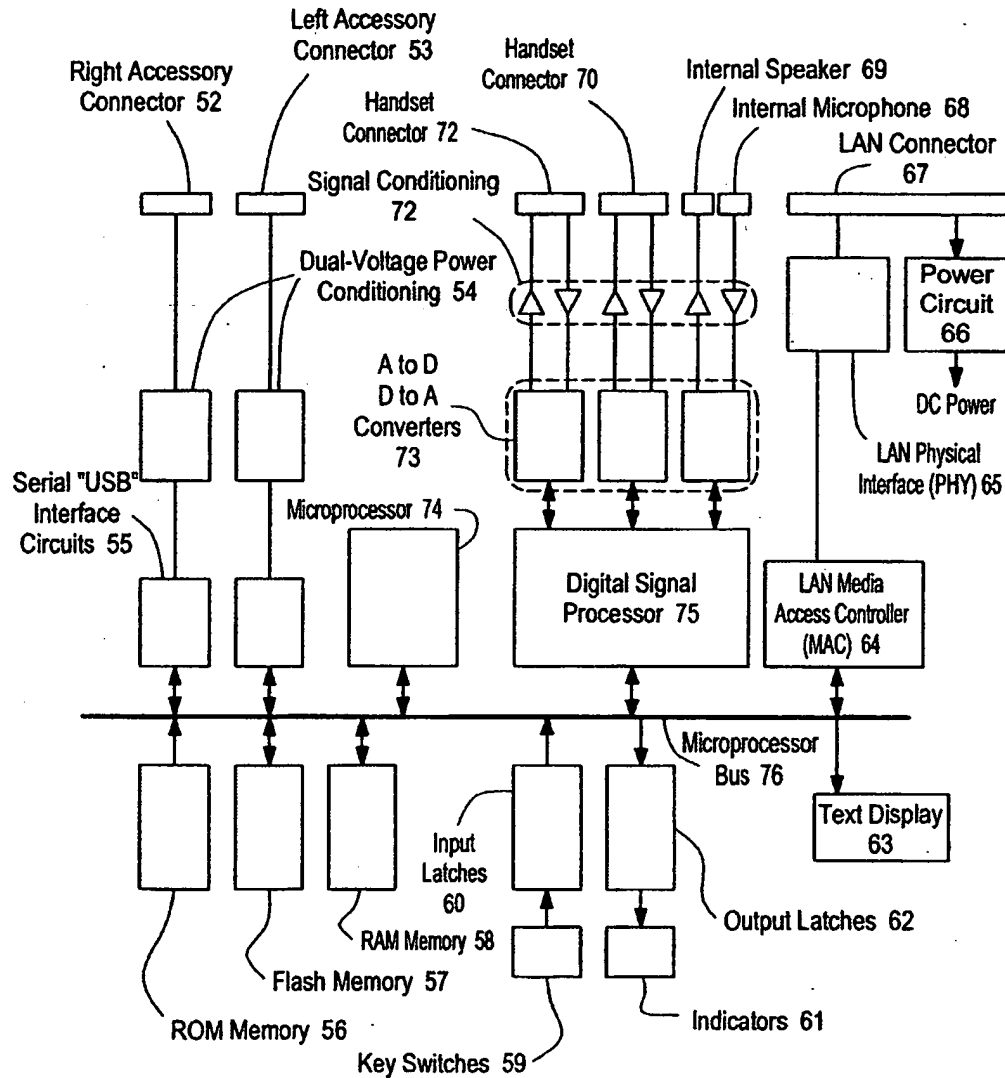 Left Accessory
Connector 53
Right Accessory
Connector 52
Handset
Connector
70
Internal Speaker 69
Handset
Connector
72
Internal Microphone 68
LAN Connector
67
Signal Conditioning
72
Dual-Voltage Power
Conditioning 54
Power
Circuit
66
A to D
D to A
Converters
73
DC Power
LAN Physical
Interface (PHY) 65
Serial "USB"
Interface
Circuits 55
Microprocessor 74
Digital Signal
Processor 75
LAN Media
Access Controller
(MAC) 64
Microprocessor
Bus 76
Text Display
63
Input
Latches
60
RAM Memory 58
Output Latches 62
Flash Memory 57
ROM Memory 56
Indicators 61
Key Switches 59